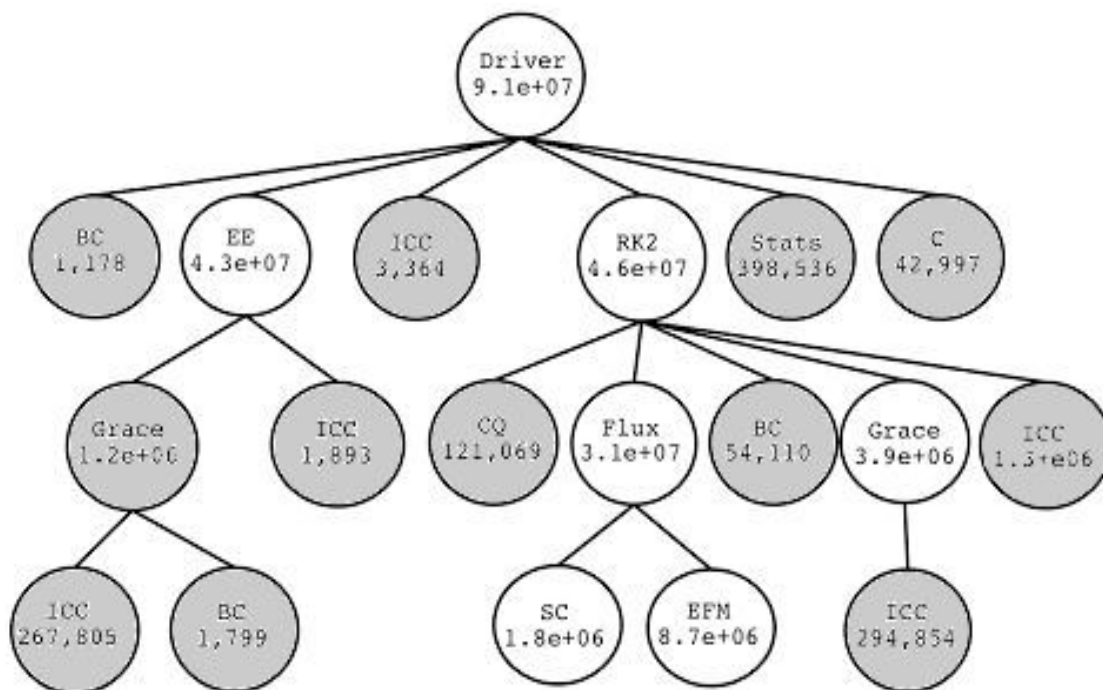 Driver
9.1e+07
BC
1,178
EE
4.3e+07
ICC
3,364
RK2
4.6e+07
Stats
398,536
C
42,997
Grace
1.2e+06
ICC
1,893
CQ
121,069
Flux
3.1e+07
BC
54,110
Grace
3.9e+06
ICC
ICC
267,805
BC
1,799
SC
1.8e+06
EFM
8.7e+06
ICC
294,854